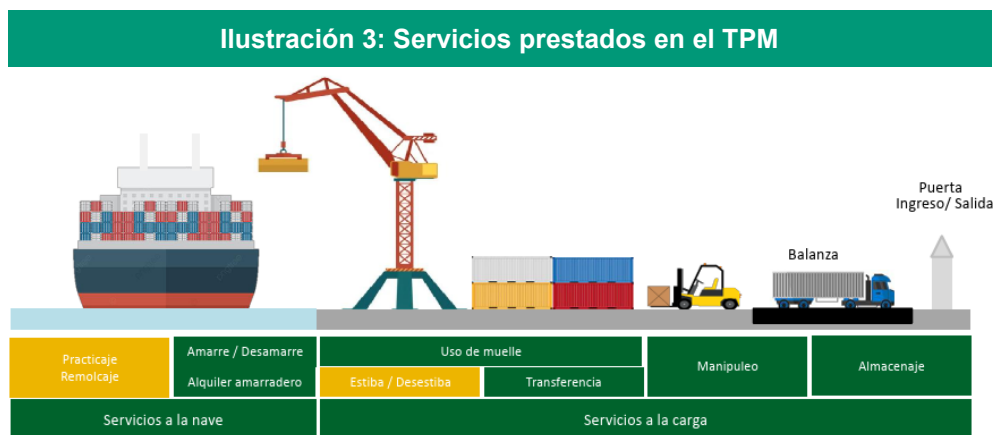 Ilustración 3: Servicios prestados en el TPM
Puerta
Ingreso/ Salida
Balanza
Practicaje
Remolcaje
Amarre / Desamarre
Alquiler amarradero
Uso de muelle
Estiba / Desestiba
Transferencia
Manipuleo
Almacenaje
Servicios a la nave
Servicios a la carga